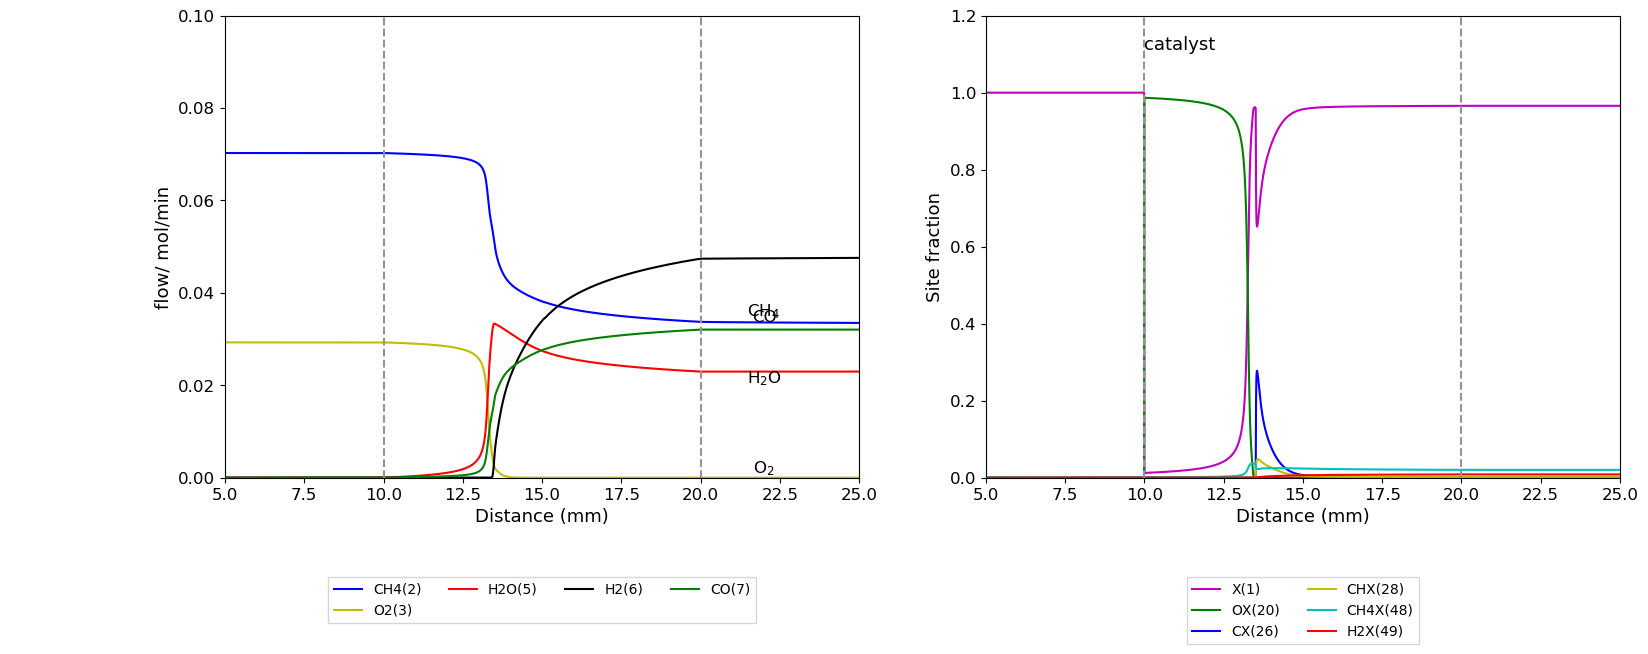 0.10
0.08
0.06
0.04
0.02
0.00
flow/ mol/min
5.0 7.5 10.0 12.5 15.0 17.5 20.0 22.5 25.0
Distance (mm)
CH₄
CO
H₂O
O₂
CH4(2) H2O(5) H2(6) CO(7)
O2(3)
1.2
1.0
0.8
0.6
0.4
0.2
0.0
Site fraction
catalyst
5.0 7.5 10.0 12.5 15.0 17.5 20.0 22.5 25.0
Distance (mm)
X(1) CHX(28)
OX(20) CH4X(48)
CX(26) H2X(49)